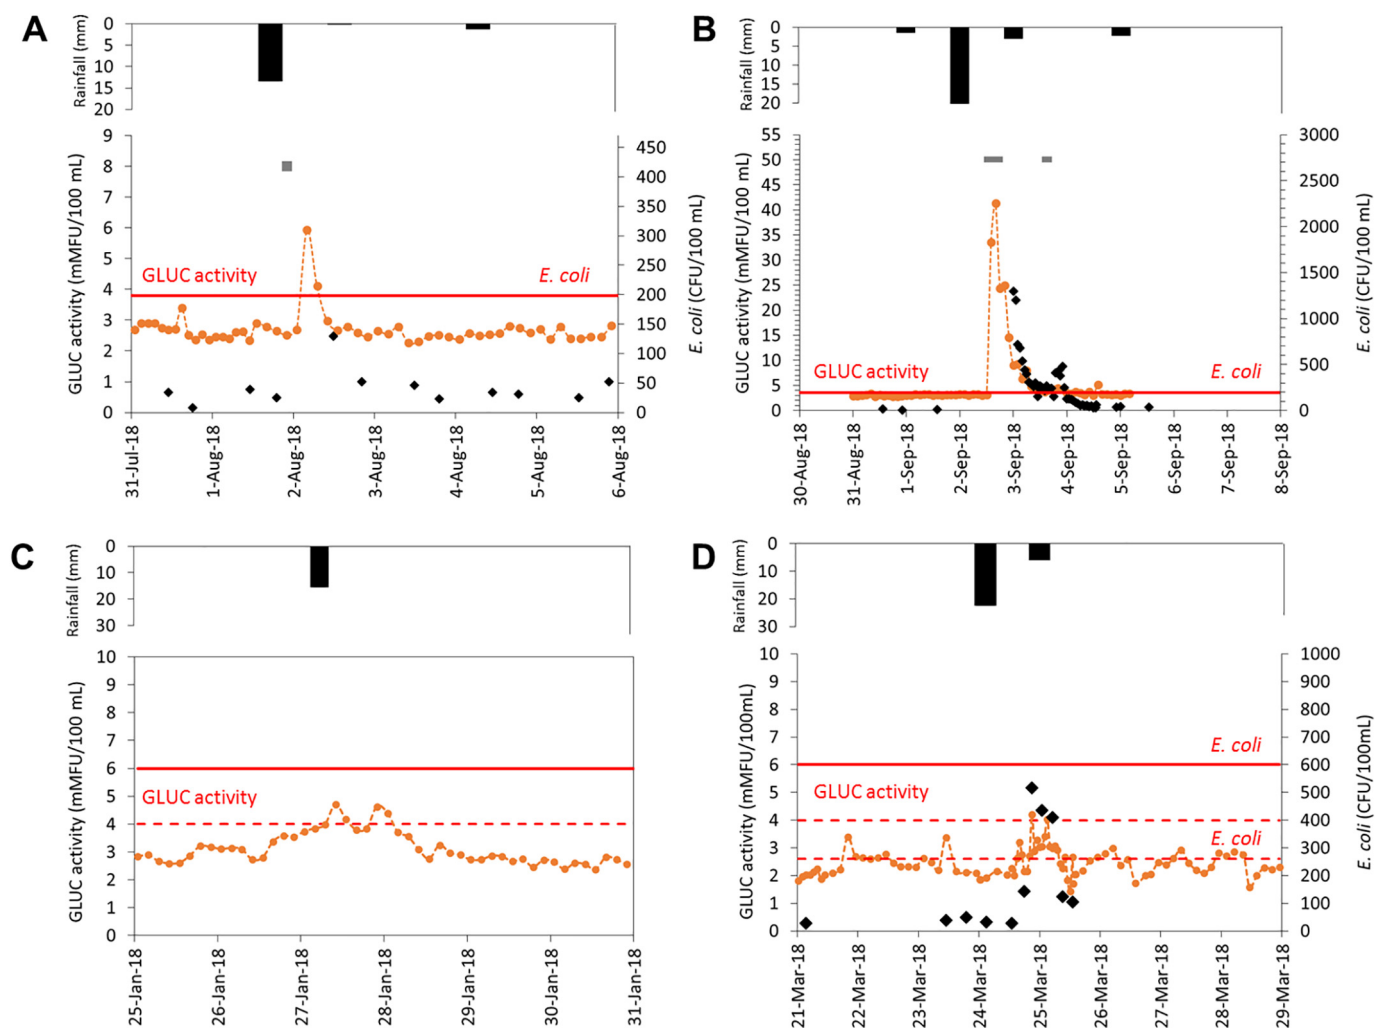 A
Rainfall (mm)
0
5
10
15
20
GLUC activity (mMFU/100 mL)
9
8
7
6
5
4
3
2
1
0
450
400
350
300
250
200
150
100
50
0
E. coli (CFU/100 mL)
GLUC activity
E. coli
31-Jul-18
1-Aug-18
2-Aug-18
3-Aug-18
4-Aug-18
5-Aug-18
6-Aug-18
B
Rainfall (mm)
0
5
10
15
20
GLUC activity (mMFU/100 mL)
55
50
45
40
35
30
25
20
15
10
5
0
3000
2500
2000
1500
1000
500
0
E. coli (CFU/100 mL)
GLUC activity
E. coli
30-Aug-18
31-Aug-18
1-Sep-18
2-Sep-18
3-Sep-18
4-Sep-18
5-Sep-18
6-Sep-18
7-Sep-18
8-Sep-18
C
Rainfall (mm)
0
10
20
30
GLUC activity (mMFU/100 mL)
10
9
8
7
6
5
4
3
2
1
0
GLUC activity
25-Jan-18
26-Jan-18
27-Jan-18
28-Jan-18
29-Jan-18
30-Jan-18
31-Jan-18
D
Rainfall (mm)
0
10
20
30
GLUC activity (mMFU/100mL)
10
9
8
7
6
5
4
3
2
1
0
1000
900
800
700
600
500
400
300
200
100
0
E. coli (CFU/100mL)
E. coli
GLUC activity
E. coli
21-Mar-18
22-Mar-18
23-Mar-18
24-Mar-18
25-Mar-18
26-Mar-18
27-Mar-18
28-Mar-18
29-Mar-18